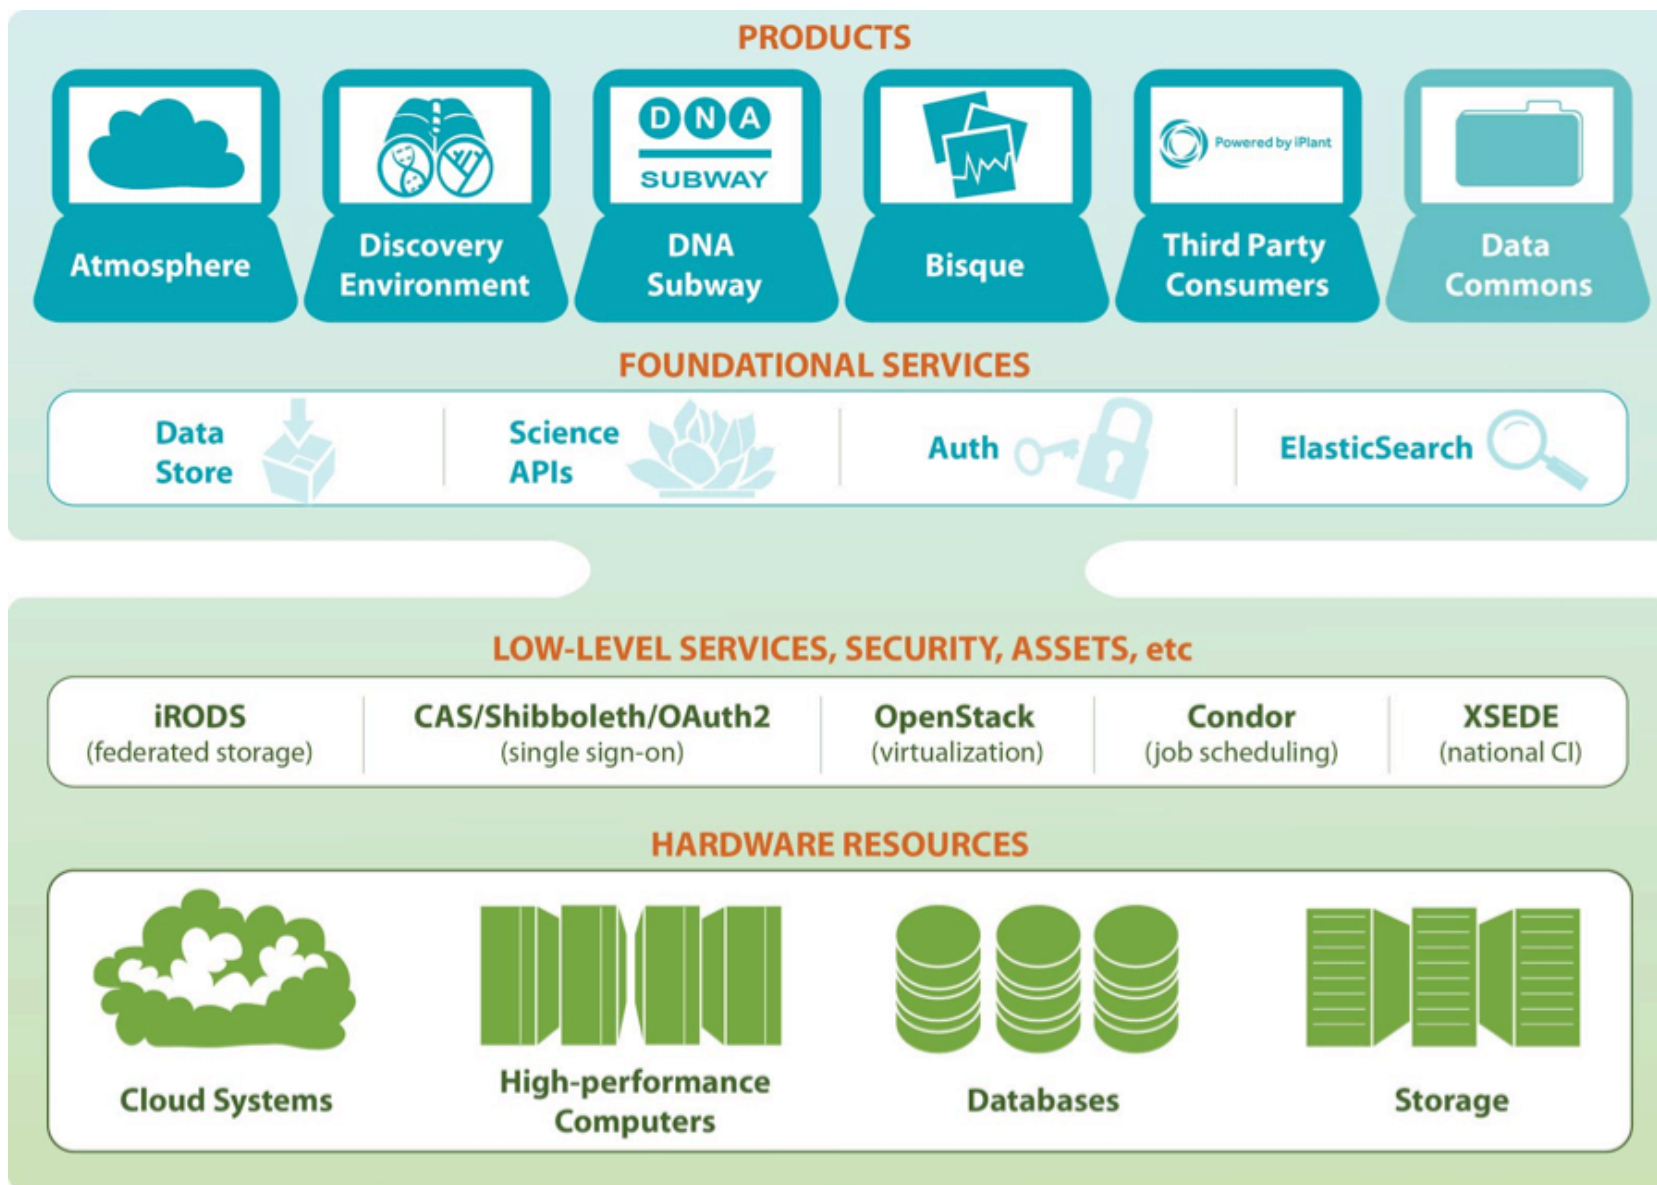 PRODUCTS
DNA
SUBWAY
Powered by iPlant
Atmosphere
Discovery
Environment
DNA
Subway
Bisque
Third Party
Consumers
Data
Commons
FOUNDATIONAL SERVICES
Data
Store
Science
APIs
Auth
ElasticSearch
LOW-LEVEL SERVICES, SECURITY, ASSETS, etc
iRODS
(federated storage)
CAS/Shibboleth/OAuth2
(single sign-on)
OpenStack
(virtualization)
Condor
(job scheduling)
XSEDE
(national CI)
HARDWARE RESOURCES
Cloud Systems
High-performance
Computers
Databases
Storage